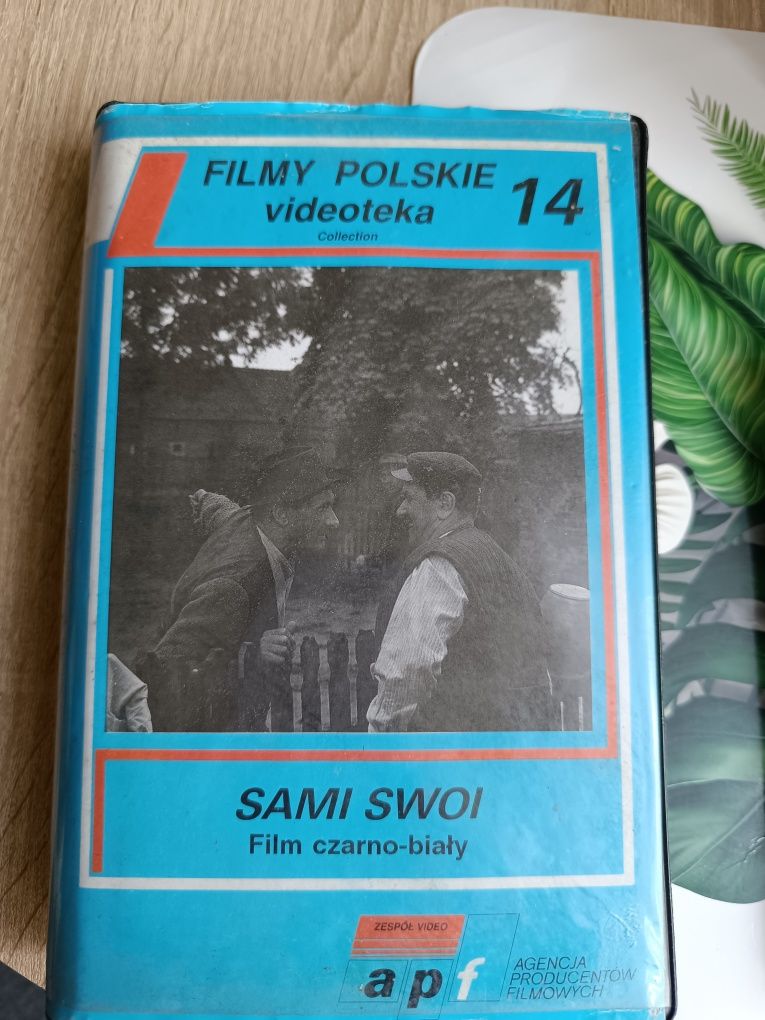 FILMY POLSKIE
videoteka
Collection
14
SAMI SWOI
Film czarno-biały
ZESPÓŁ VIDEO
apf
AGENCJA
PRODUCENTÓW
FILMOWYCH